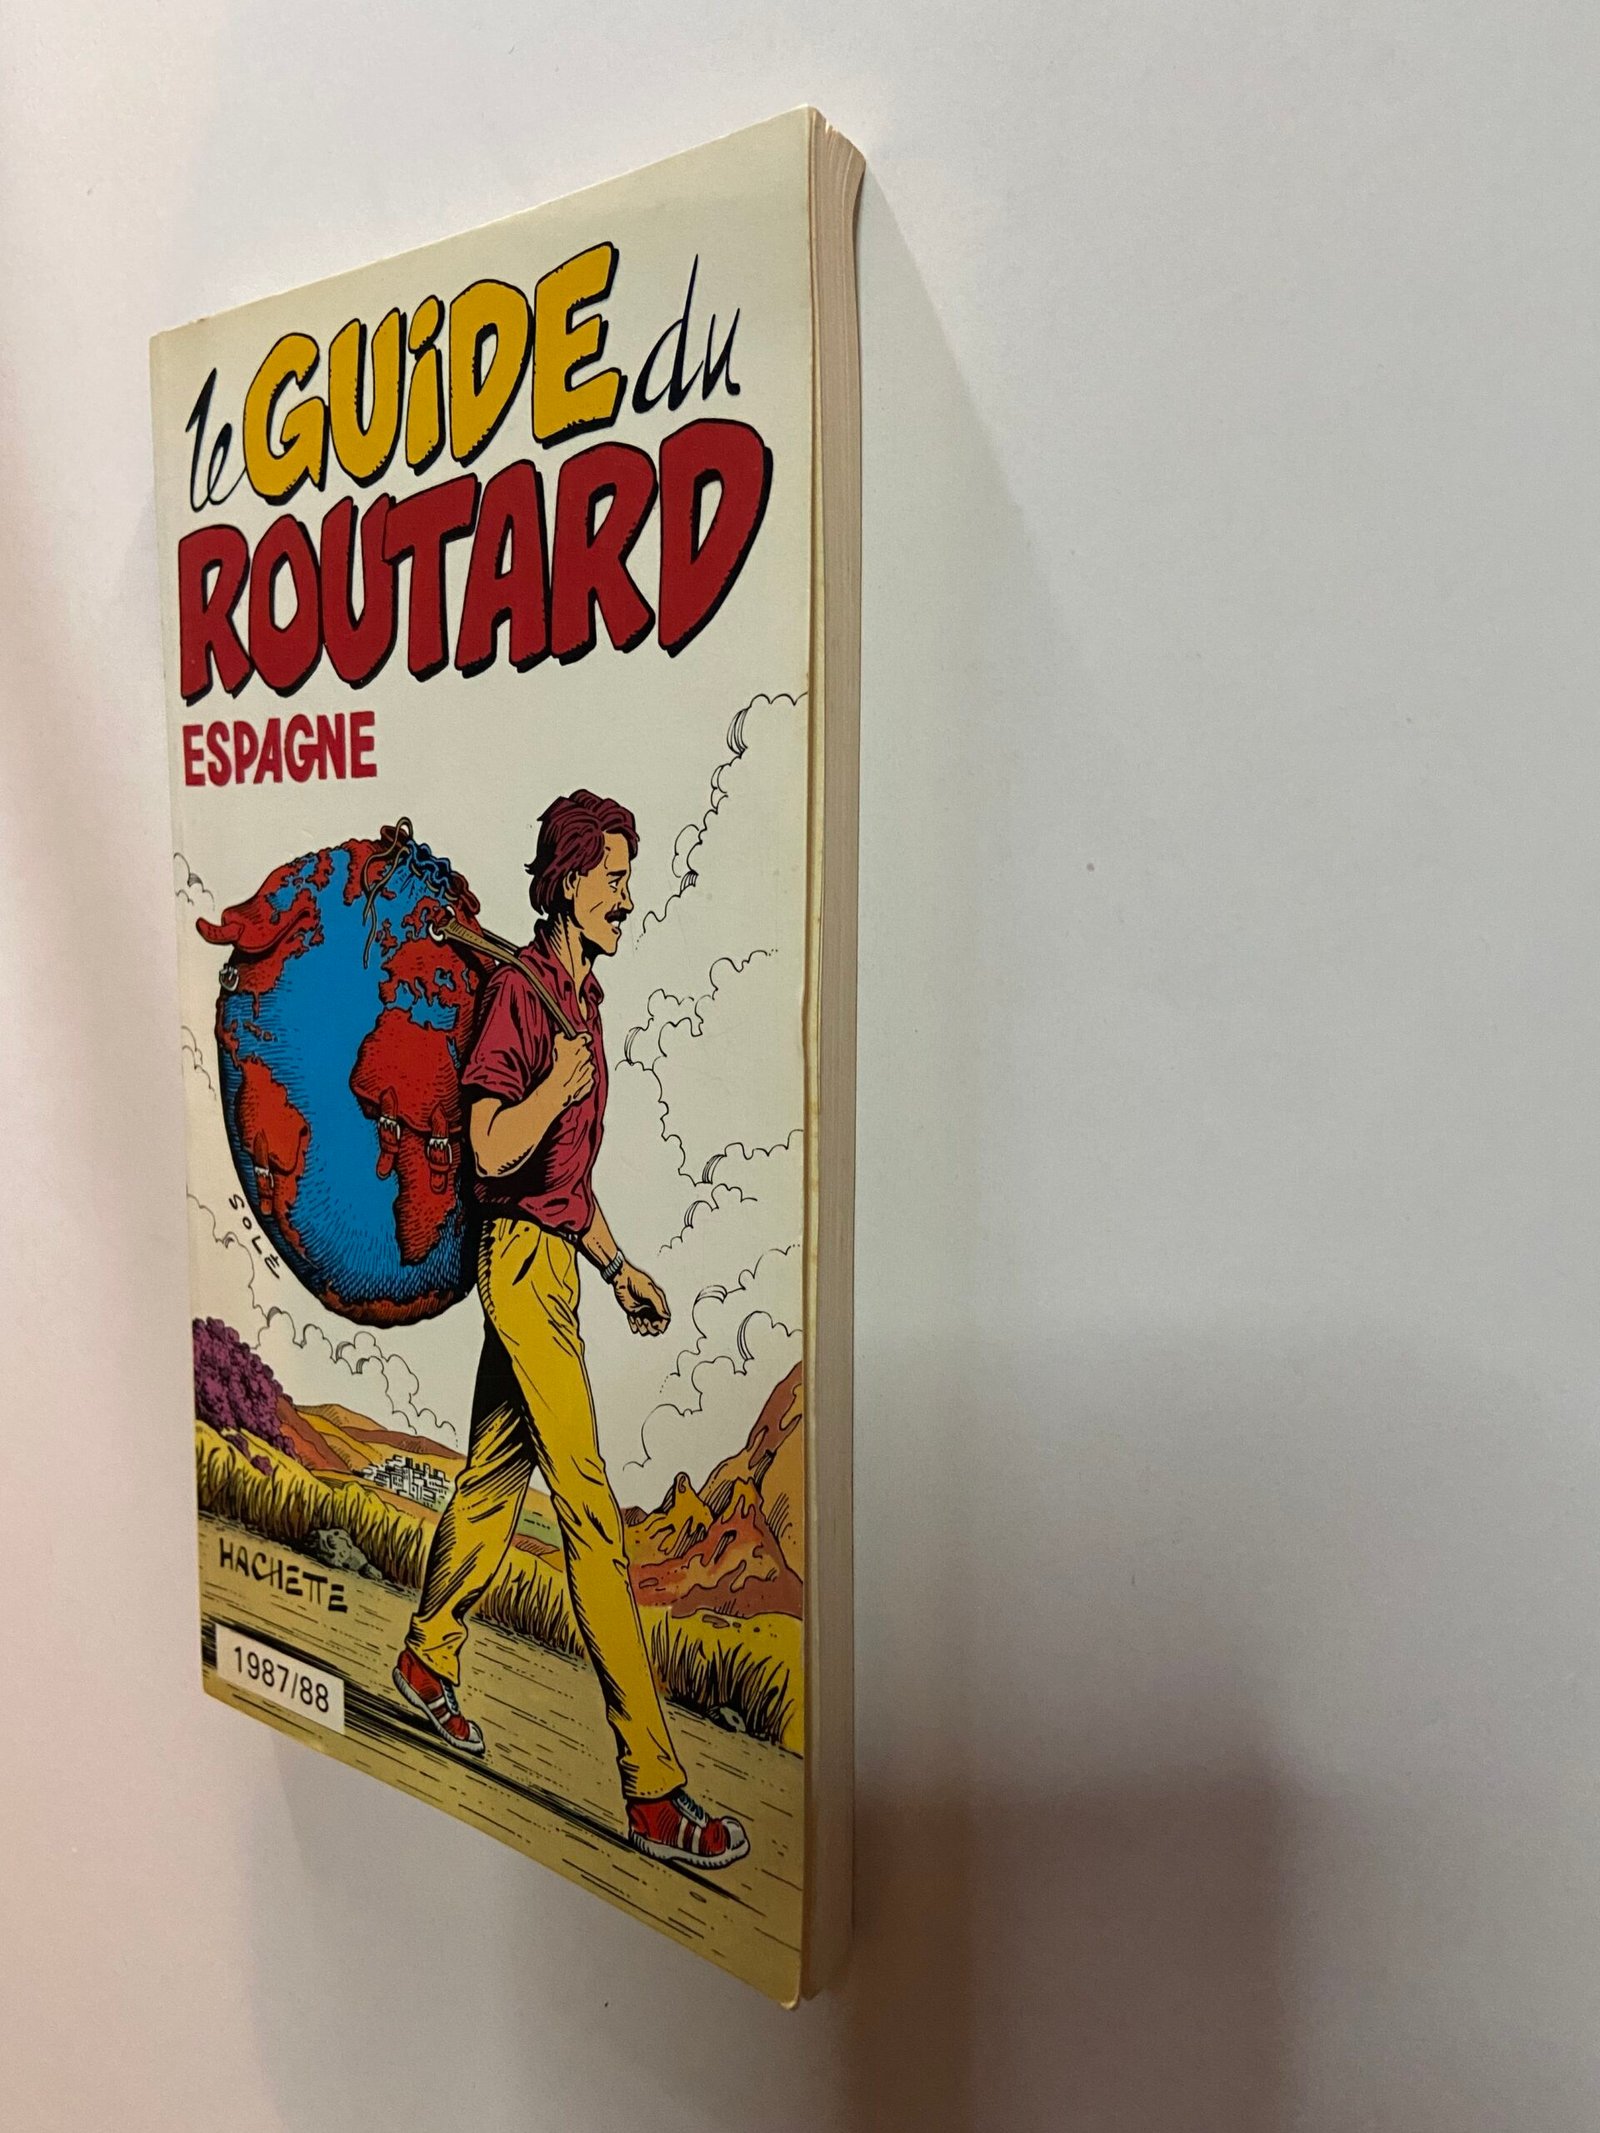 le GUiDE du
ROUTARD
ESPAGNE
SOLÉ
HACHETTE
1987/88